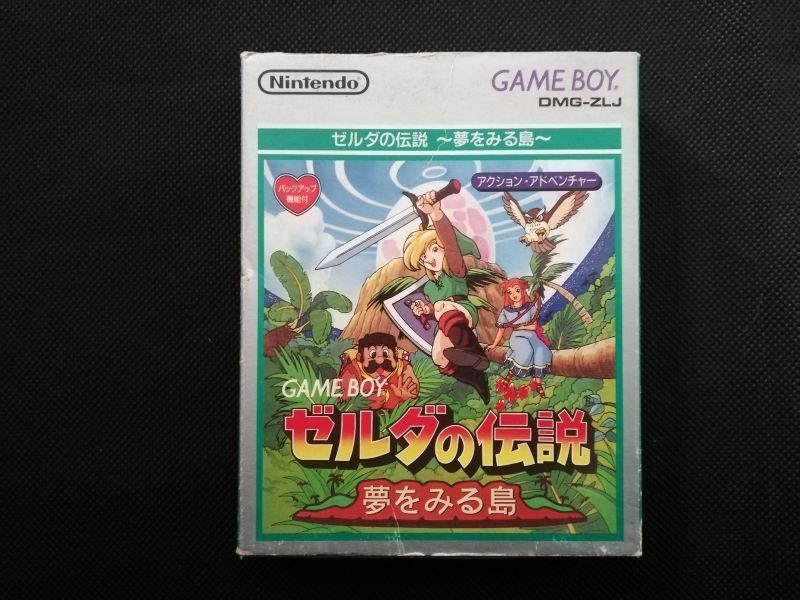 Nintendo
GAME BOY
DMG-ZLJ
ゼルダの伝説 ～夢をみる島～
バックアップ
機能付
アクション・アドベンチャー
GAME BOY
ゼルダの伝説
夢をみる島